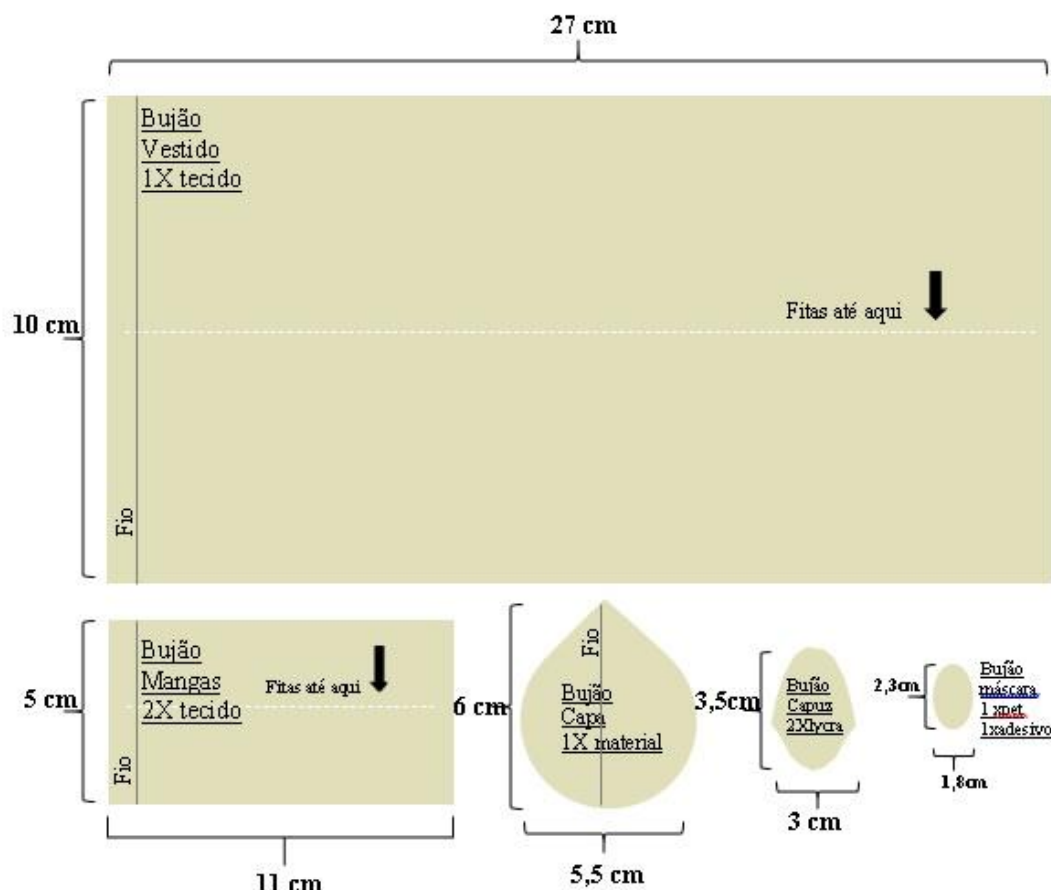 27 cm
Bujão
Vestido
1X tecido
10 cm
Fitas até aqui
Fio
Bujão
Mangas
2X tecido
Fitas até aqui
5 cm
Fio
11 cm
Fio
6 cm
Bujão
Capa
1X material
5,5 cm
3,5cm
Bujão
Capuz
2Xlycra
3 cm
2,3cm
Bujão
máscara
1 xpet
1xadesivo
1,8cm